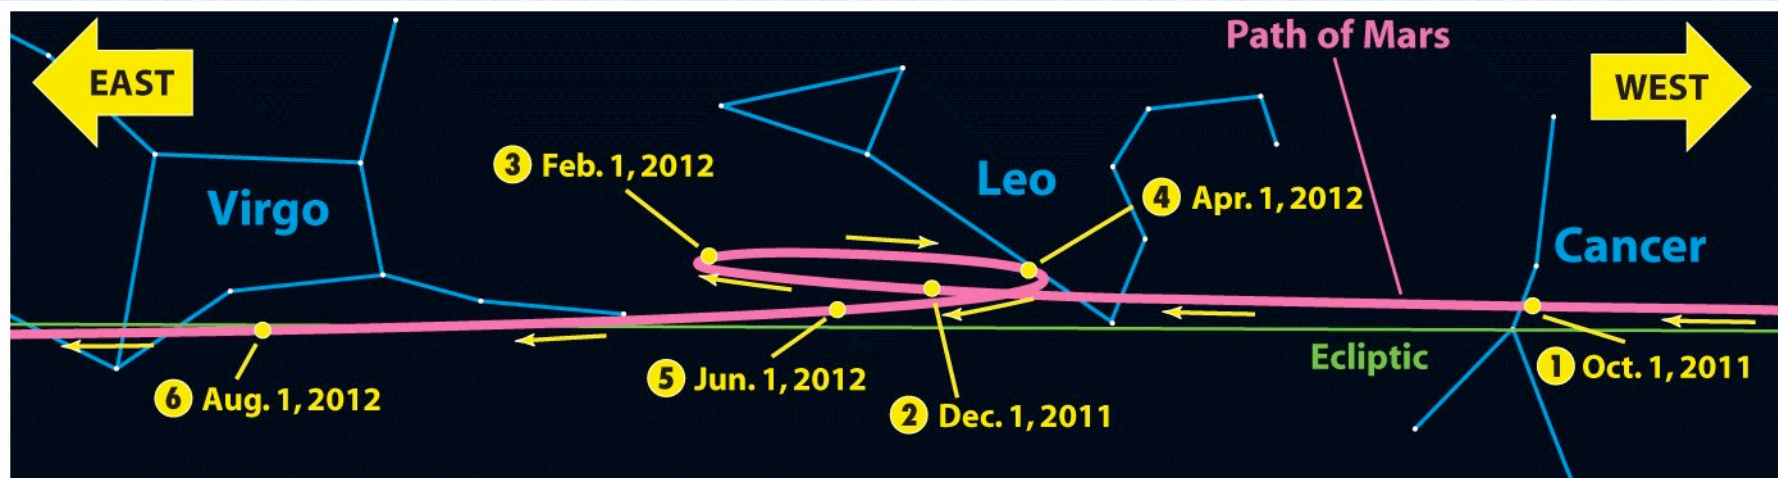 Path of Mars
EAST
WEST
3 Feb. 1, 2012
Leo
4 Apr. 1, 2012
Virgo
Cancer
Ecliptic
1 Oct. 1, 2011
5 Jun. 1, 2012
6 Aug. 1, 2012
2 Dec. 1, 2011